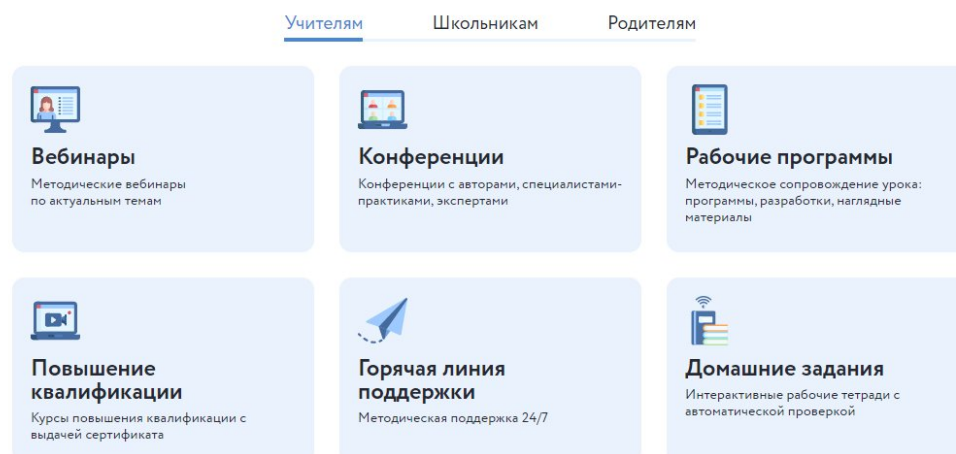 Учителям
Школьникам
Родителям
Вебинары
Методические вебинары
по актуальным темам
Конференции
Конференции с авторами, специалистами-
практиками, экспертами
Рабочие программы
Методическое сопровождение урока:
программы, разработки, наглядные
материалы
Повышение
квалификации
Курсы повышения квалификации с
выдачей сертификата
Горячая линия
поддержки
Методическая поддержка 24/7
Домашние задания
Интерактивные рабочие тетради с
автоматической проверкой